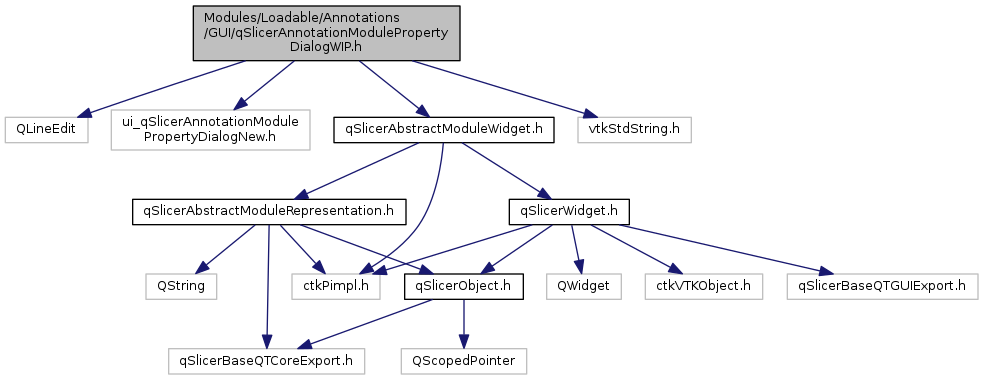 Modules/Loadable/Annotations
/GUI/qSlicerAnnotationModuleProperty
DialogWIP.h
QLineEdit
ui_qSlicerAnnotationModule
PropertyDialogNew.h
qSlicerAbstractModuleWidget.h
vtkStdString.h
qSlicerAbstractModuleRepresentation.h
qSlicerWidget.h
QString
ctkPimpl.h
qSlicerObject.h
QWidget
ctkVTKObject.h
qSlicerBaseQTGUIExport.h
qSlicerBaseQTCoreExport.h
QScopedPointer